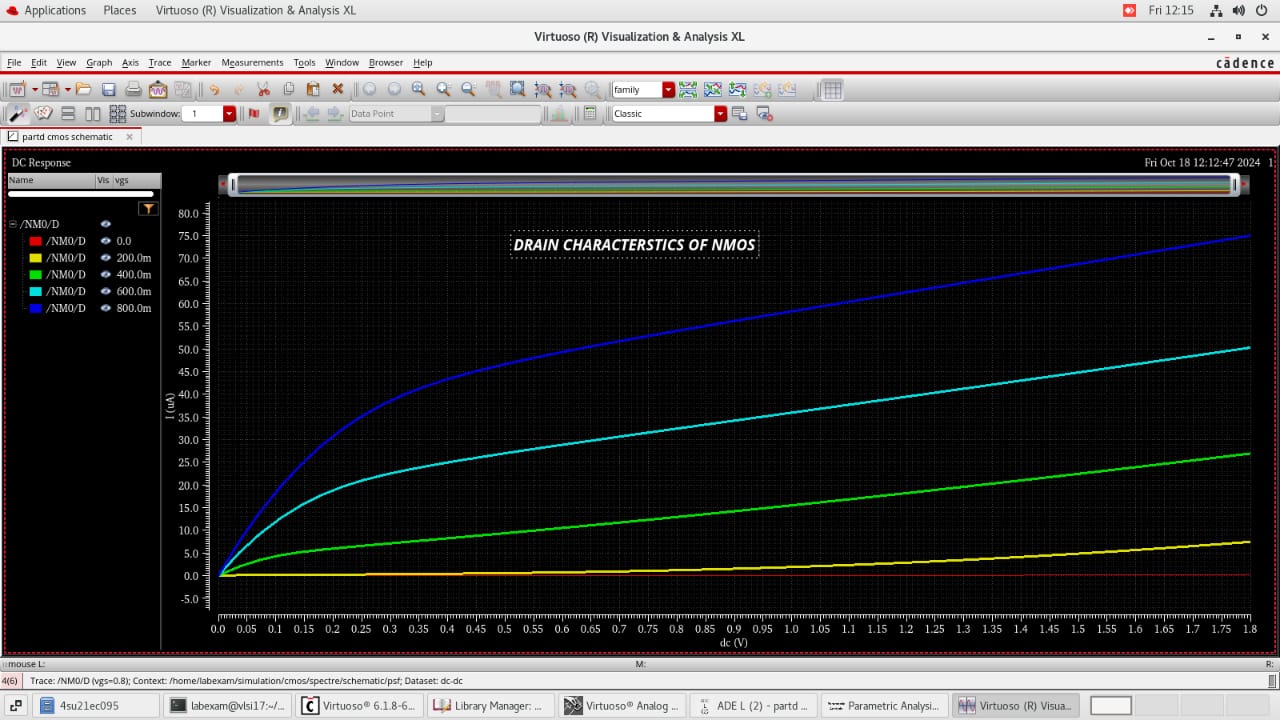 Applications Places Virtuoso (R) Visualization & Analysis XL Fri 12:15
Virtuoso (R) Visualization & Analysis XL
File Edit View Graph Axis Trace Marker Measurements Tools Window Browser Help cādence
family
Subwindow: 1 Data Point Classic
partd cmos schematic
DC Response Fri Oct 18 12:12:47 2024 1
Name Vis vgs
/NM0/D
/NM0/D 0.0
/NM0/D 200.0m
/NM0/D 400.0m
/NM0/D 600.0m
/NM0/D 800.0m
DRAIN CHARACTERSTICS OF NMOS
80.0
75.0
70.0
65.0
60.0
55.0
50.0
45.0
40.0
35.0
30.0
25.0
20.0
15.0
10.0
5.0
0.0
-5.0
I (uA)
0.0 0.05 0.1 0.15 0.2 0.25 0.3 0.35 0.4 0.45 0.5 0.55 0.6 0.65 0.7 0.75 0.8 0.85 0.9 0.95 1.0 1.05 1.1 1.15 1.2 1.25 1.3 1.35 1.4 1.45 1.5 1.55 1.6 1.65 1.7 1.75 1.8
dc (V)
mouse L: M: R:
4(6) Trace: /NM0/D (vgs=0.8); Context: /home/labexam/simulation/cmos/spectre/schematic/psf; Dataset: dc-dc
4su21ec095 labexam@vlsi17:~/... Virtuoso® 6.1.8-6... Library Manager: ... Virtuoso® Analog ... ADE L (2) - partd ... Parametric Analysi... Virtuoso (R) Visua...